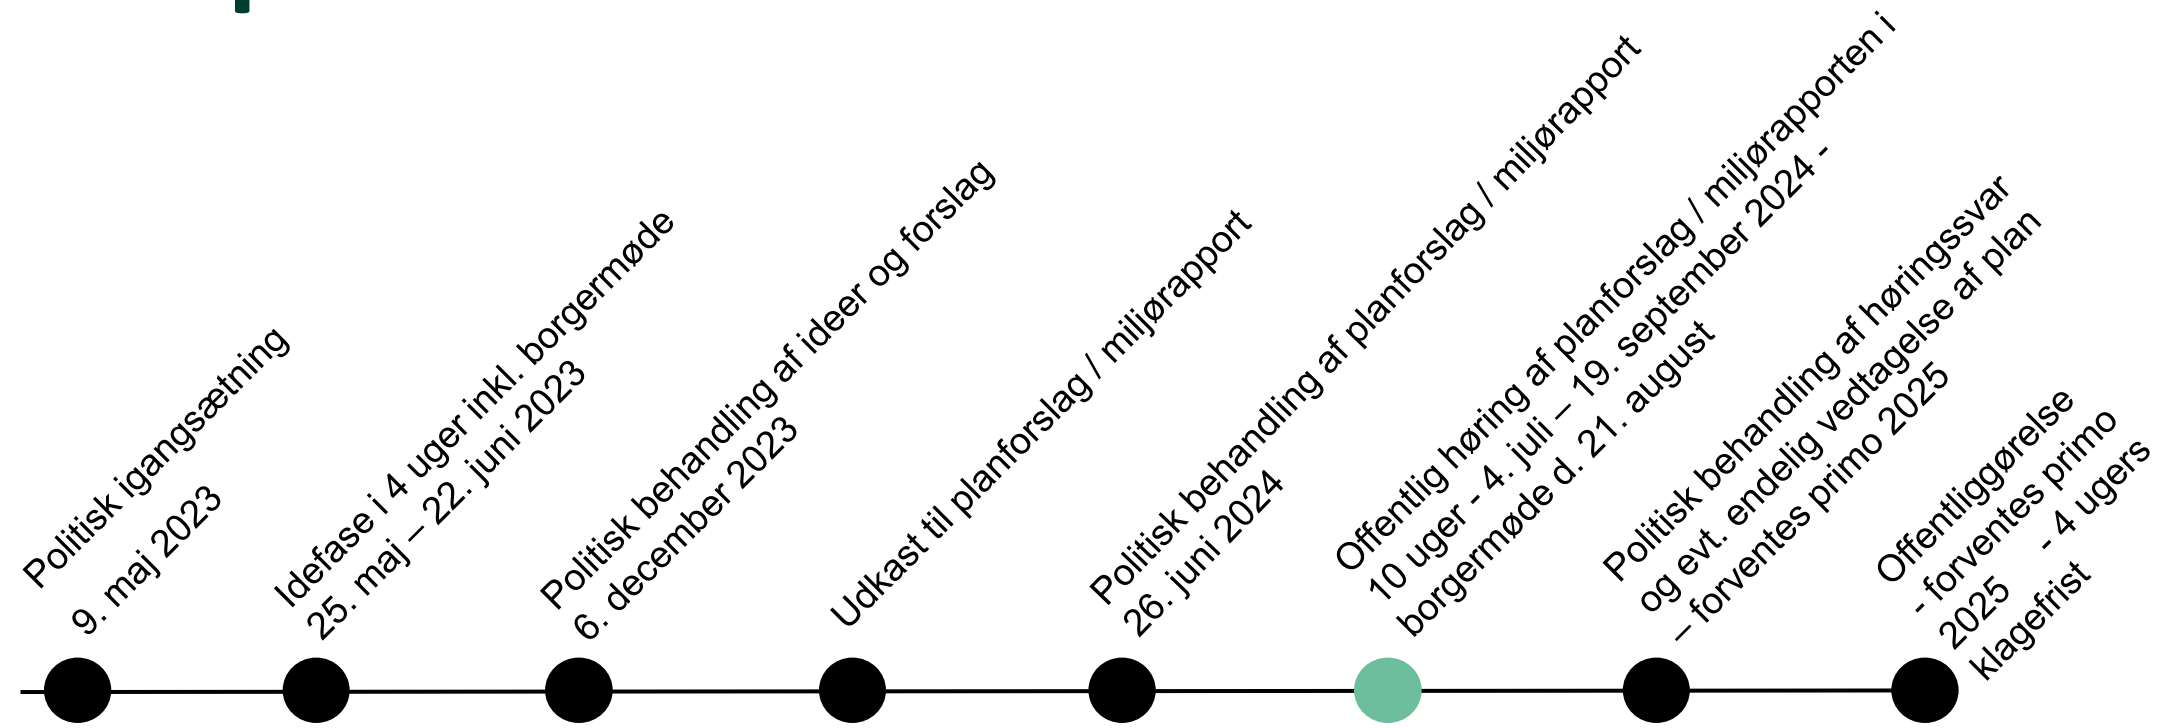 Politisk igangsætning
9. maj 2023
Idefase i 4 uger inkl. borgermøde
25. maj – 22. juni 2023
Politisk behandling af ideer og forslag
6. december 2023
Udkast til planforslag / miljørapport
Politisk behandling af planforslag / miljørapport
26. juni 2024
Offentlig høring af planforslag / miljørapporten i
10 uger - 4. juli – 19. september 2024 -
borgermøde d. 21. august
Politisk behandling af høringssvar
og evt. endelig vedtagelse af plan
– forventes primo 2025
Offentliggørelse
- forventes primo
2025 - 4 ugers
klagefrist